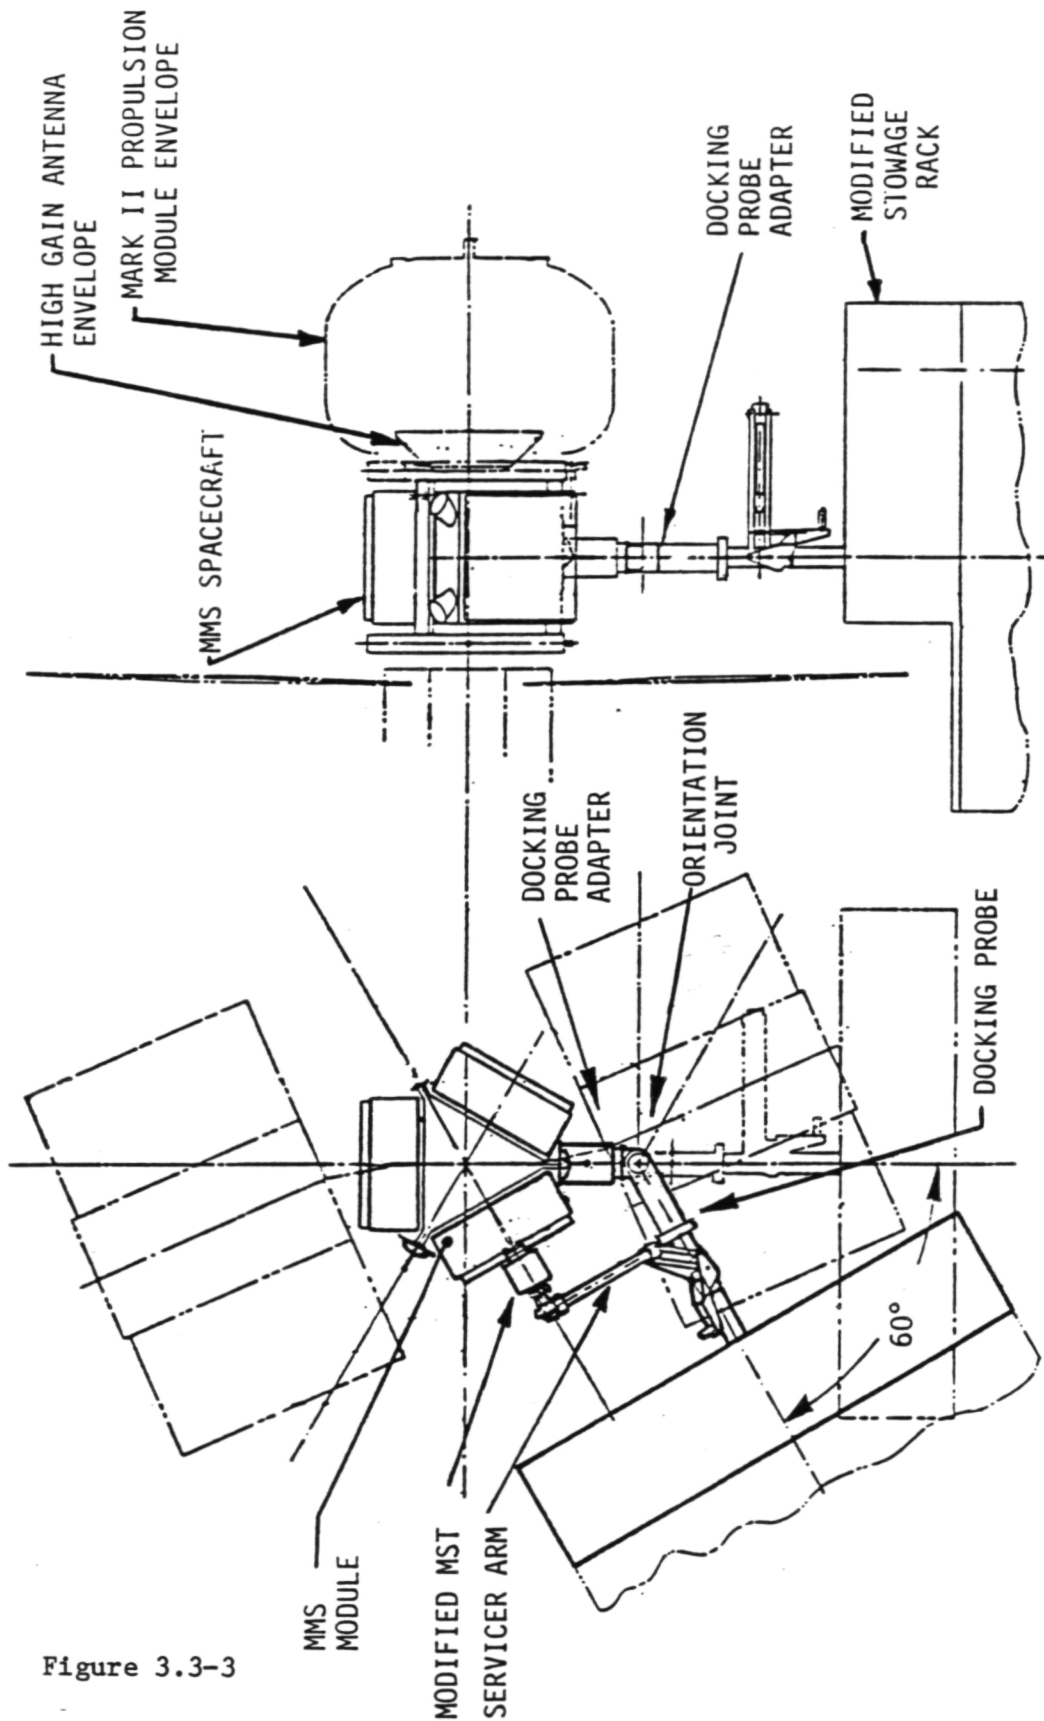 HIGH GAIN ANTENNA
ENVELOPE
MARK II PROPULSION
MODULE ENVELOPE
MMS SPACECRAFT
DOCKING
PROBE
ADAPTER
MODIFIED
STOWAGE
RACK
DOCKING
PROBE
ADAPTER
ORIENTATION
JOINT
DOCKING PROBE
60°
MMS
MODULE
MODIFIED MST
SERVICER ARM
Figure 3.3-3